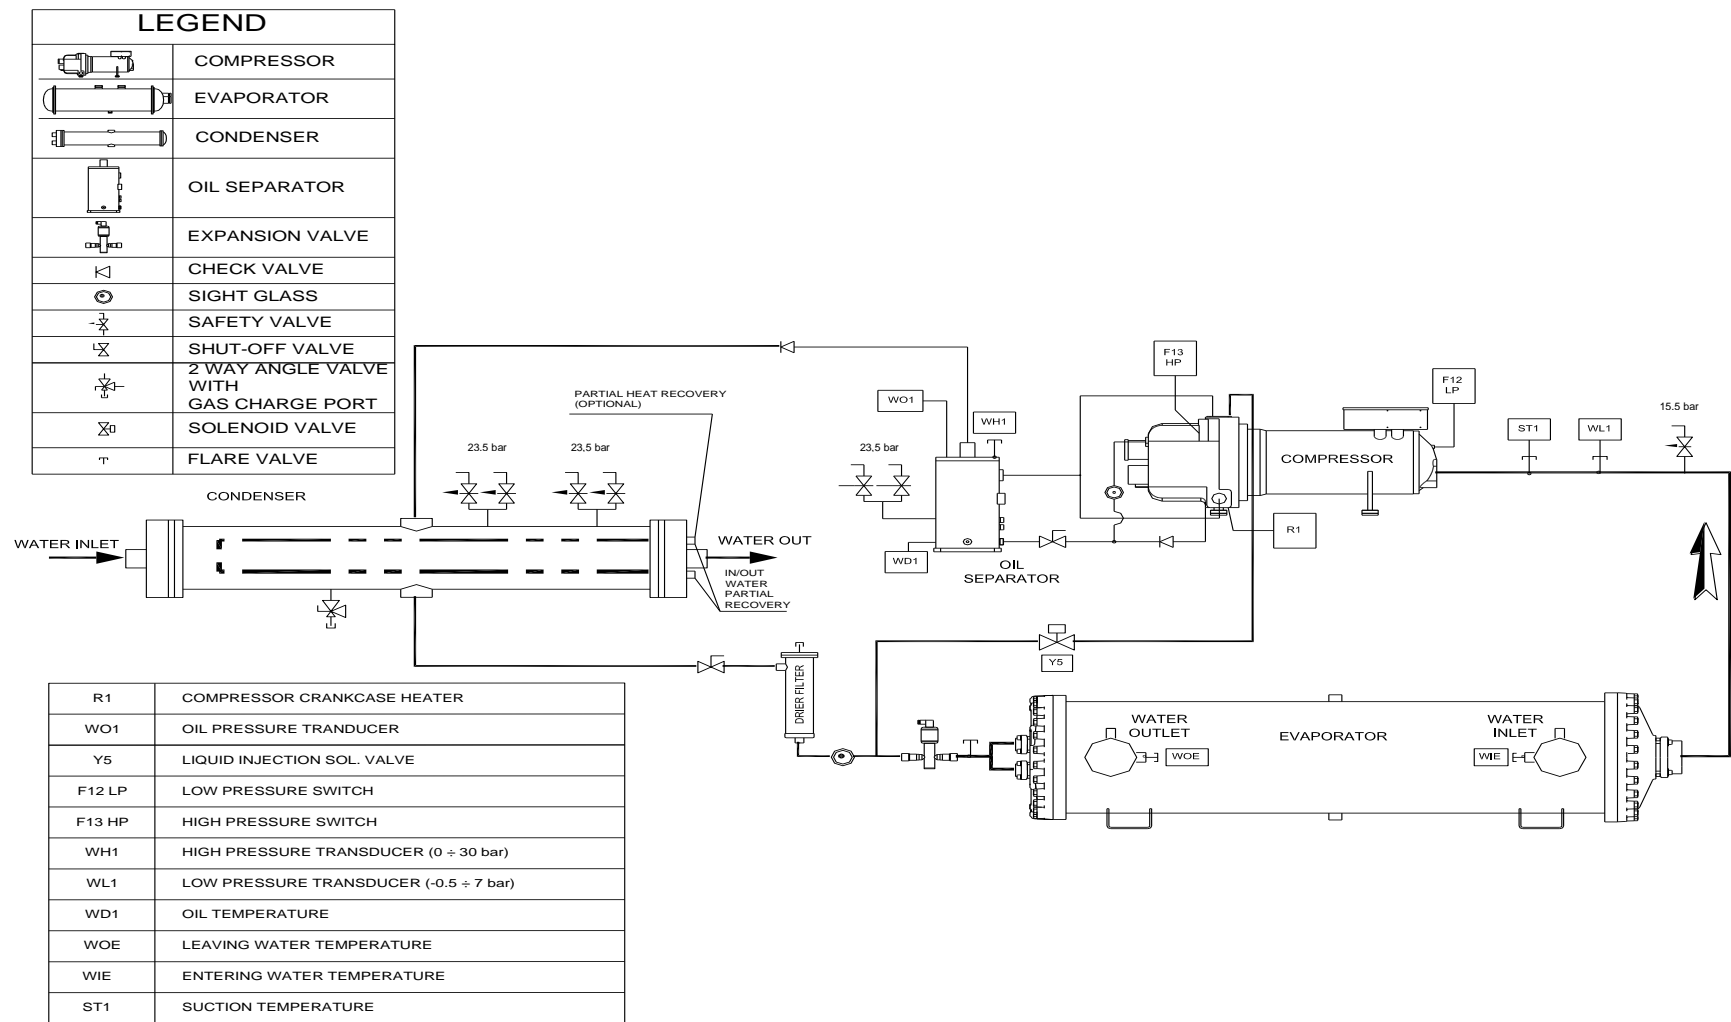 LEGEND
COMPRESSOR
EVAPORATOR
CONDENSER
OIL SEPARATOR
EXPANSION VALVE
CHECK VALVE
SIGHT GLASS
SAFETY VALVE
SHUT-OFF VALVE
2 WAY ANGLE VALVE
WITH
GAS CHARGE PORT
SOLENOID VALVE
FLARE VALVE
CONDENSER
WATER INLET
WATER OUT
IN/OUT
WATER
PARTIAL
RECOVERY
PARTIAL HEAT RECOVERY
(OPTIONAL)
23.5 bar
23,5 bar
23,5 bar
WO1
WH1
WD1
OIL
SEPARATOR
F13
HP
F12
LP
COMPRESSOR
R1
ST1
WL1
15.5 bar
Y5
DRIER FILTER
WATER
OUTLET
WOE
EVAPORATOR
WATER
INLET
WIE
R1 COMPRESSOR CRANKCASE HEATER
WO1 OIL PRESSURE TRANDUCER
Y5 LIQUID INJECTION SOL. VALVE
F12 LP LOW PRESSURE SWITCH
F13 HP HIGH PRESSURE SWITCH
WH1 HIGH PRESSURE TRANSDUCER (0 ÷ 30 bar)
WL1 LOW PRESSURE TRANSDUCER (-0.5 ÷ 7 bar)
WD1 OIL TEMPERATURE
WOE LEAVING WATER TEMPERATURE
WIE ENTERING WATER TEMPERATURE
ST1 SUCTION TEMPERATURE